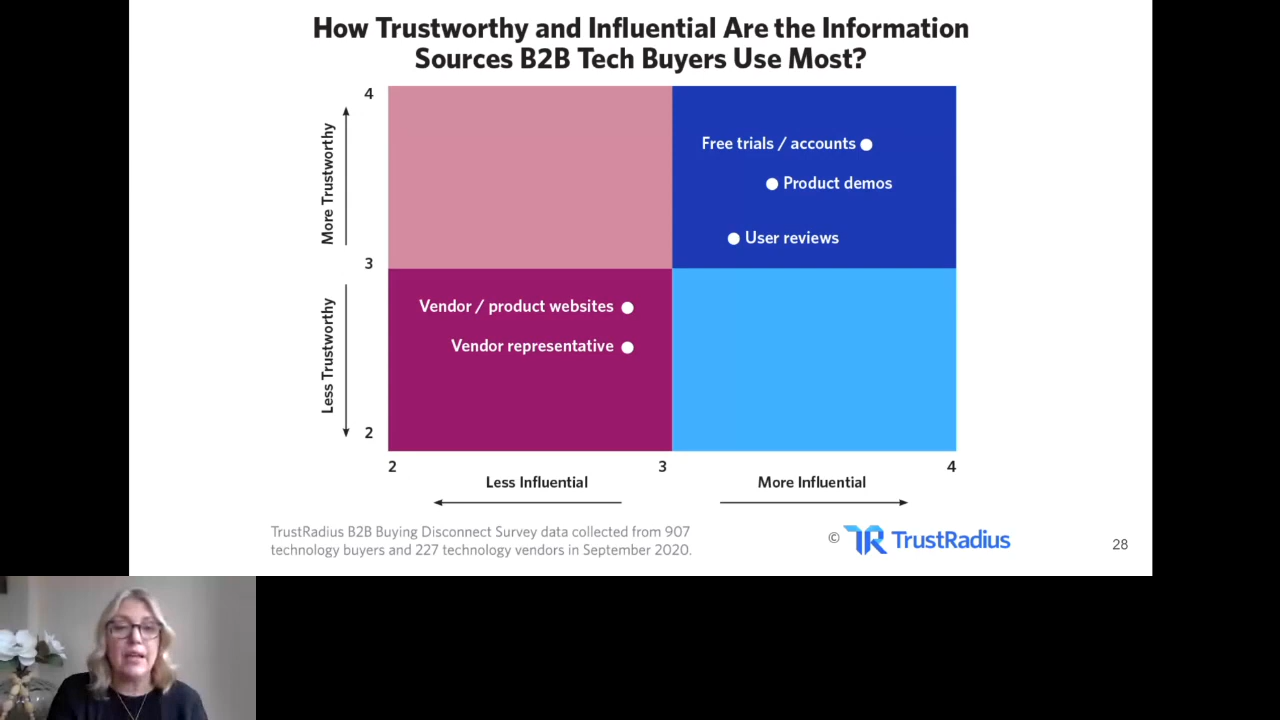 How Trustworthy and Influential Are the Information
Sources B2B Tech Buyers Use Most?
4
More Trustworthy
3
Less Trustworthy
2
Free trials / accounts
Product demos
User reviews
Vendor / product websites
Vendor representative
2
3
4
Less Influential
More Influential
TrustRadius B2B Buying Disconnect Survey data collected from 907
technology buyers and 227 technology vendors in September 2020.
© TR TrustRadius
28